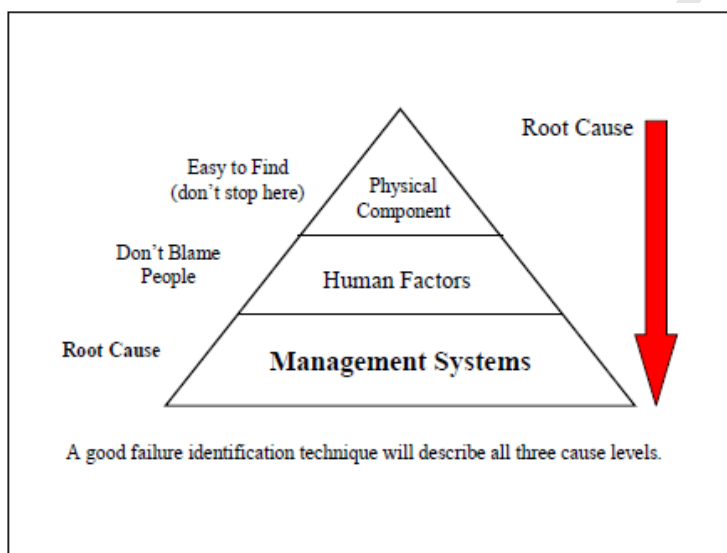 Root Cause
Easy to Find
(don't stop here)
Physical
Component
Don't Blame
People
Human Factors
Root Cause
Management Systems
A good failure identification technique will describe all three cause levels.